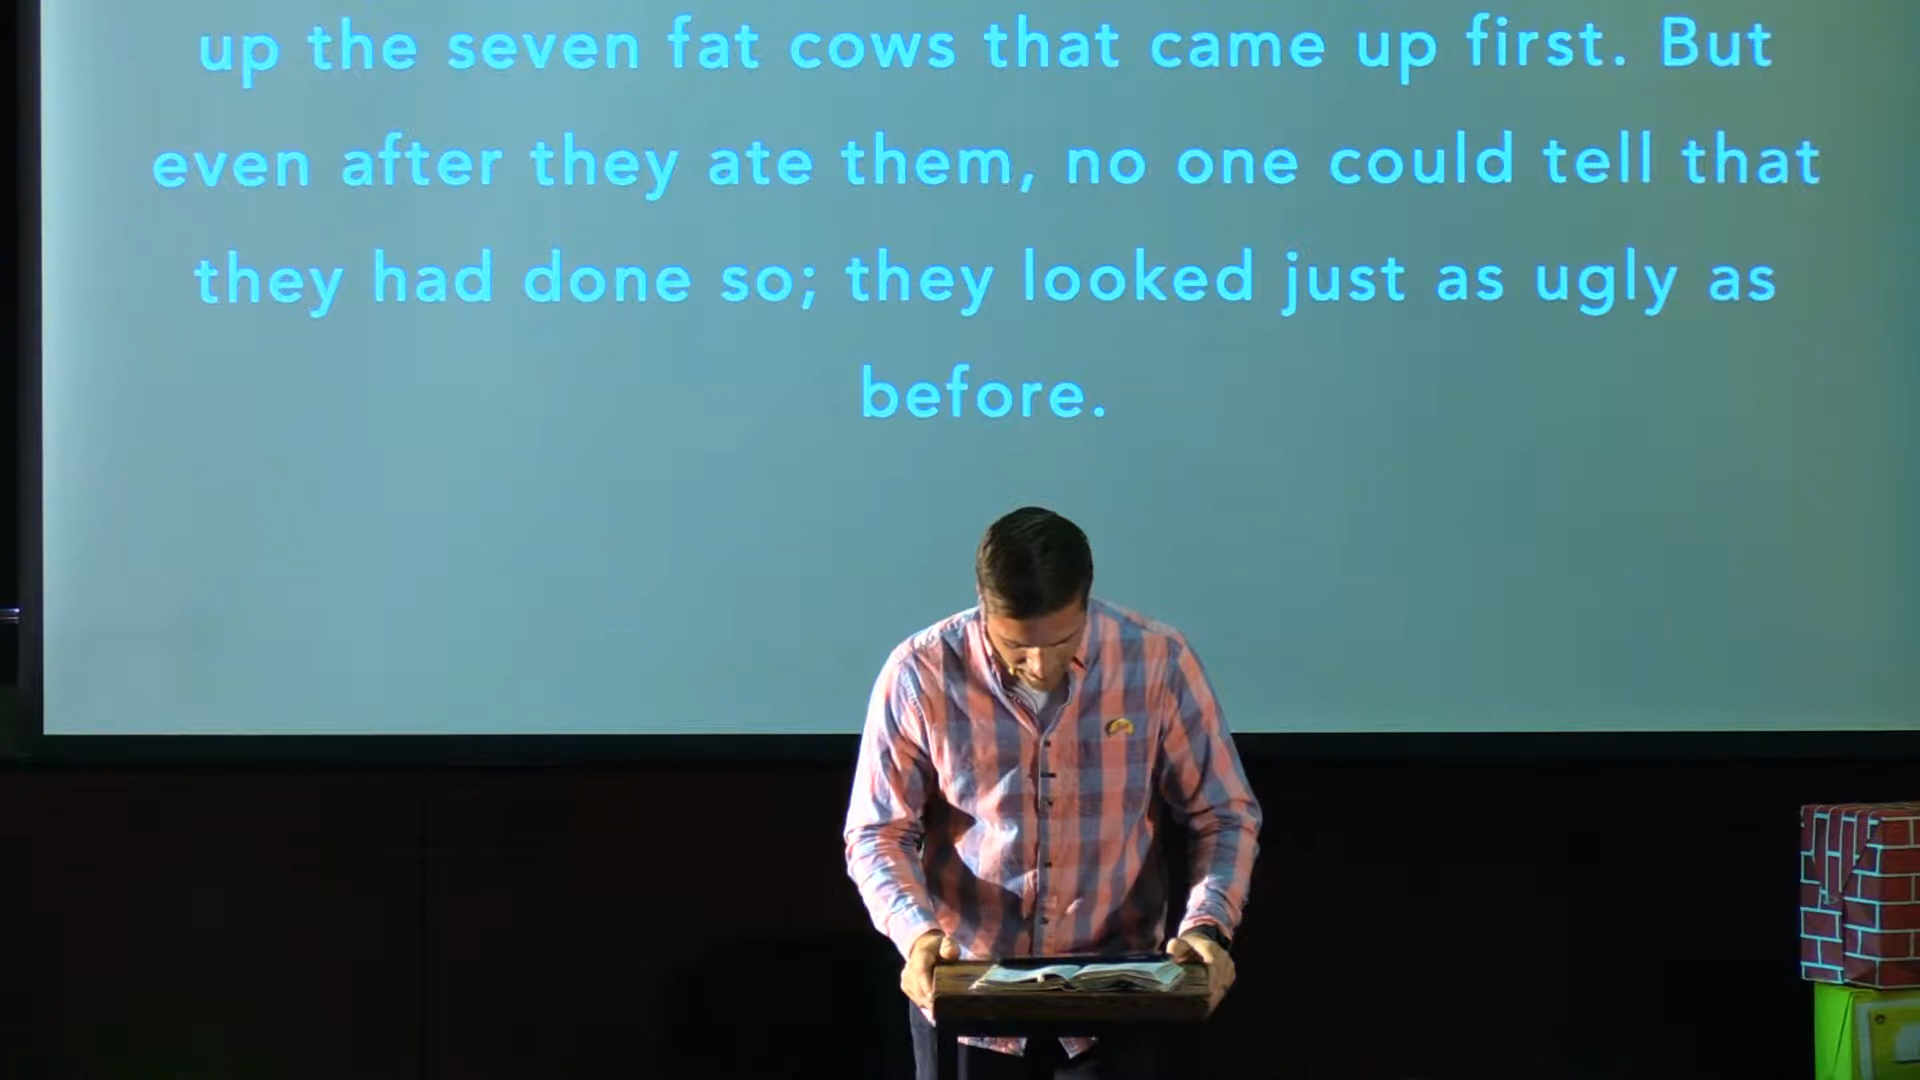 up the seven fat cows that came up first. But
even after they ate them, no one could tell that
they had done so; they looked just as ugly as
before.